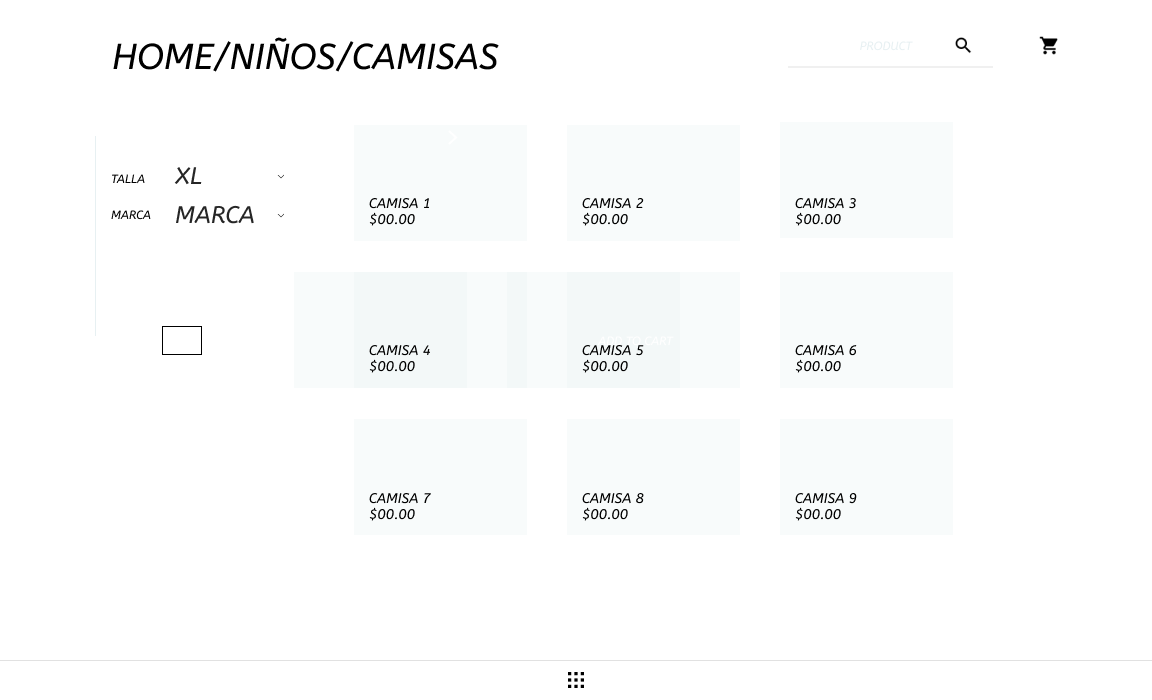 HOME/NIÑOS/CAMISAS
PRODUCT
TALLA XL
MARCA MARCA
CAMISA 1
$00.00
CAMISA 2
$00.00
CAMISA 3
$00.00
CAMISA 4
$00.00
CAMISA 5
$00.00
CAMISA 6
$00.00
CAMISA 7
$00.00
CAMISA 8
$00.00
CAMISA 9
$00.00